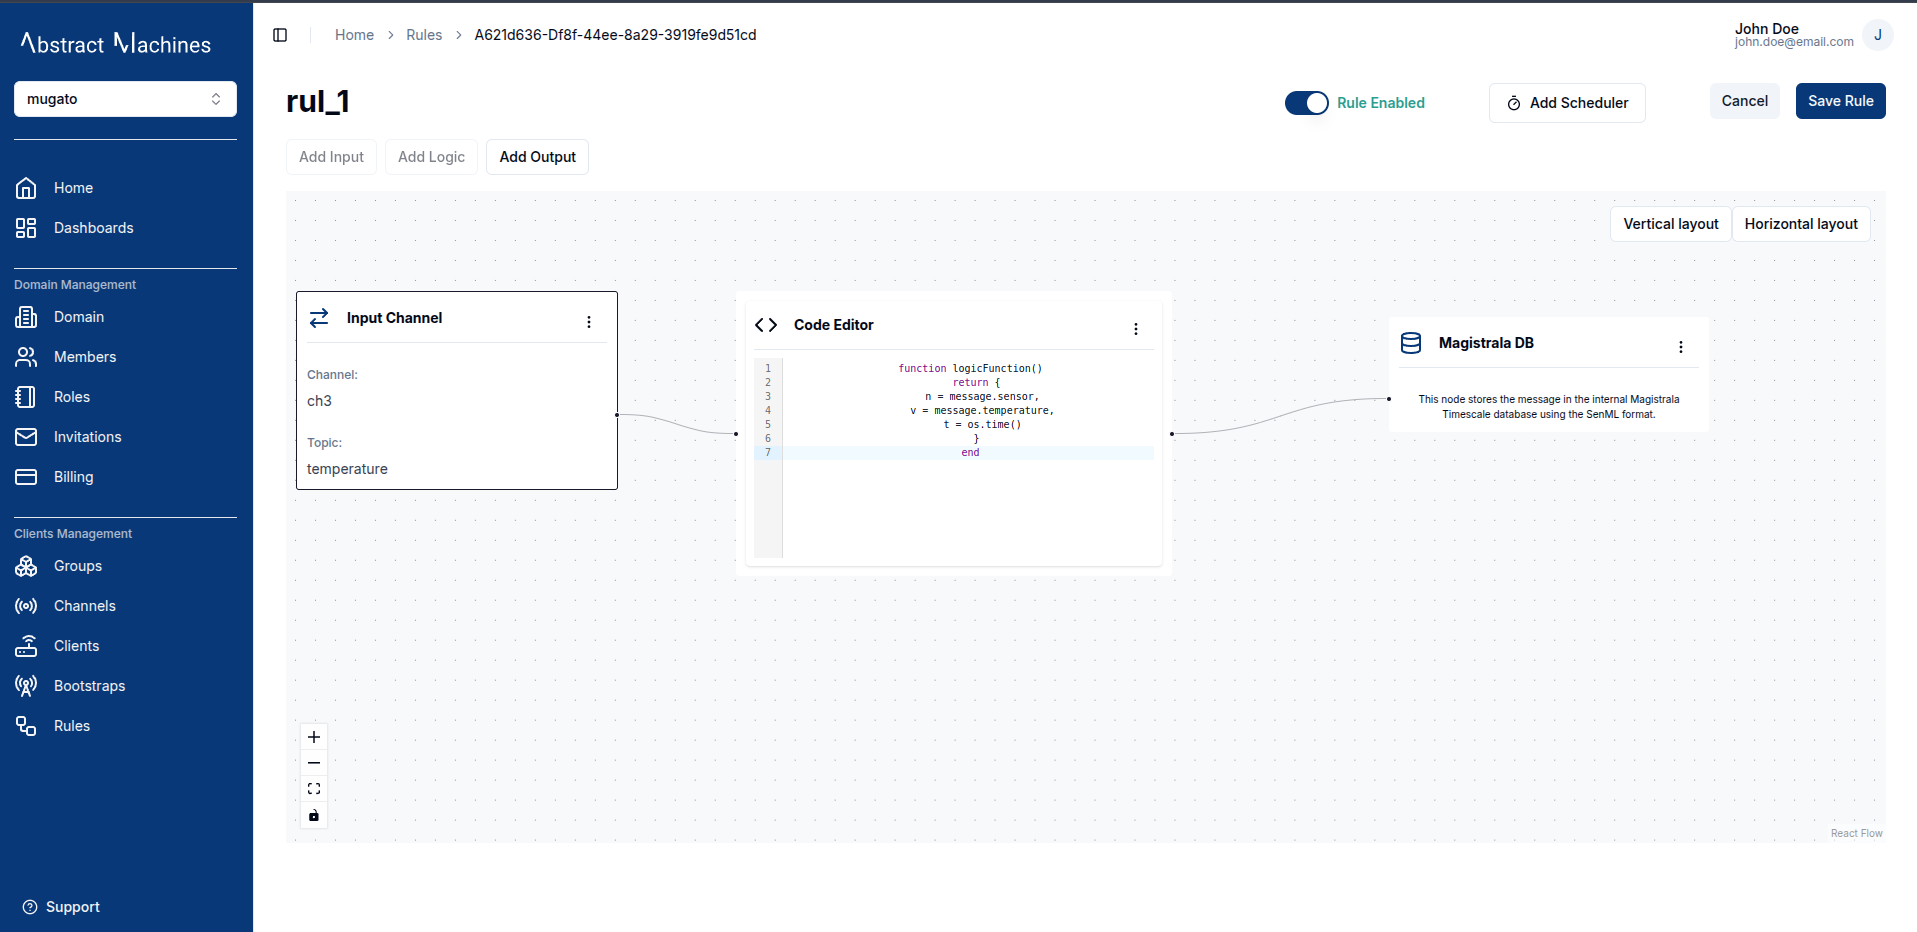 Abstract Machines
mugato
Home
Dashboards
Domain Management
Domain
Members
Roles
Invitations
Billing
Clients Management
Groups
Channels
Clients
Bootstraps
Rules
Support
Home > Rules > A621d636-Df8f-44ee-8a29-3919fe9d51cd
John Doe
john.doe@email.com
J
rul_1
Rule Enabled
Add Scheduler
Cancel
Save Rule
Add Input
Add Logic
Add Output
Vertical layout
Horizontal layout
Input Channel
Channel:
ch3
Topic:
temperature
Code Editor
1 function logicFunction()
2 return {
3 n = message.sensor,
4 v = message.temperature,
5 t = os.time()
6 }
7 end
Magistrala DB
This node stores the message in the internal Magistrala
Timescale database using the SenML format.
React Flow